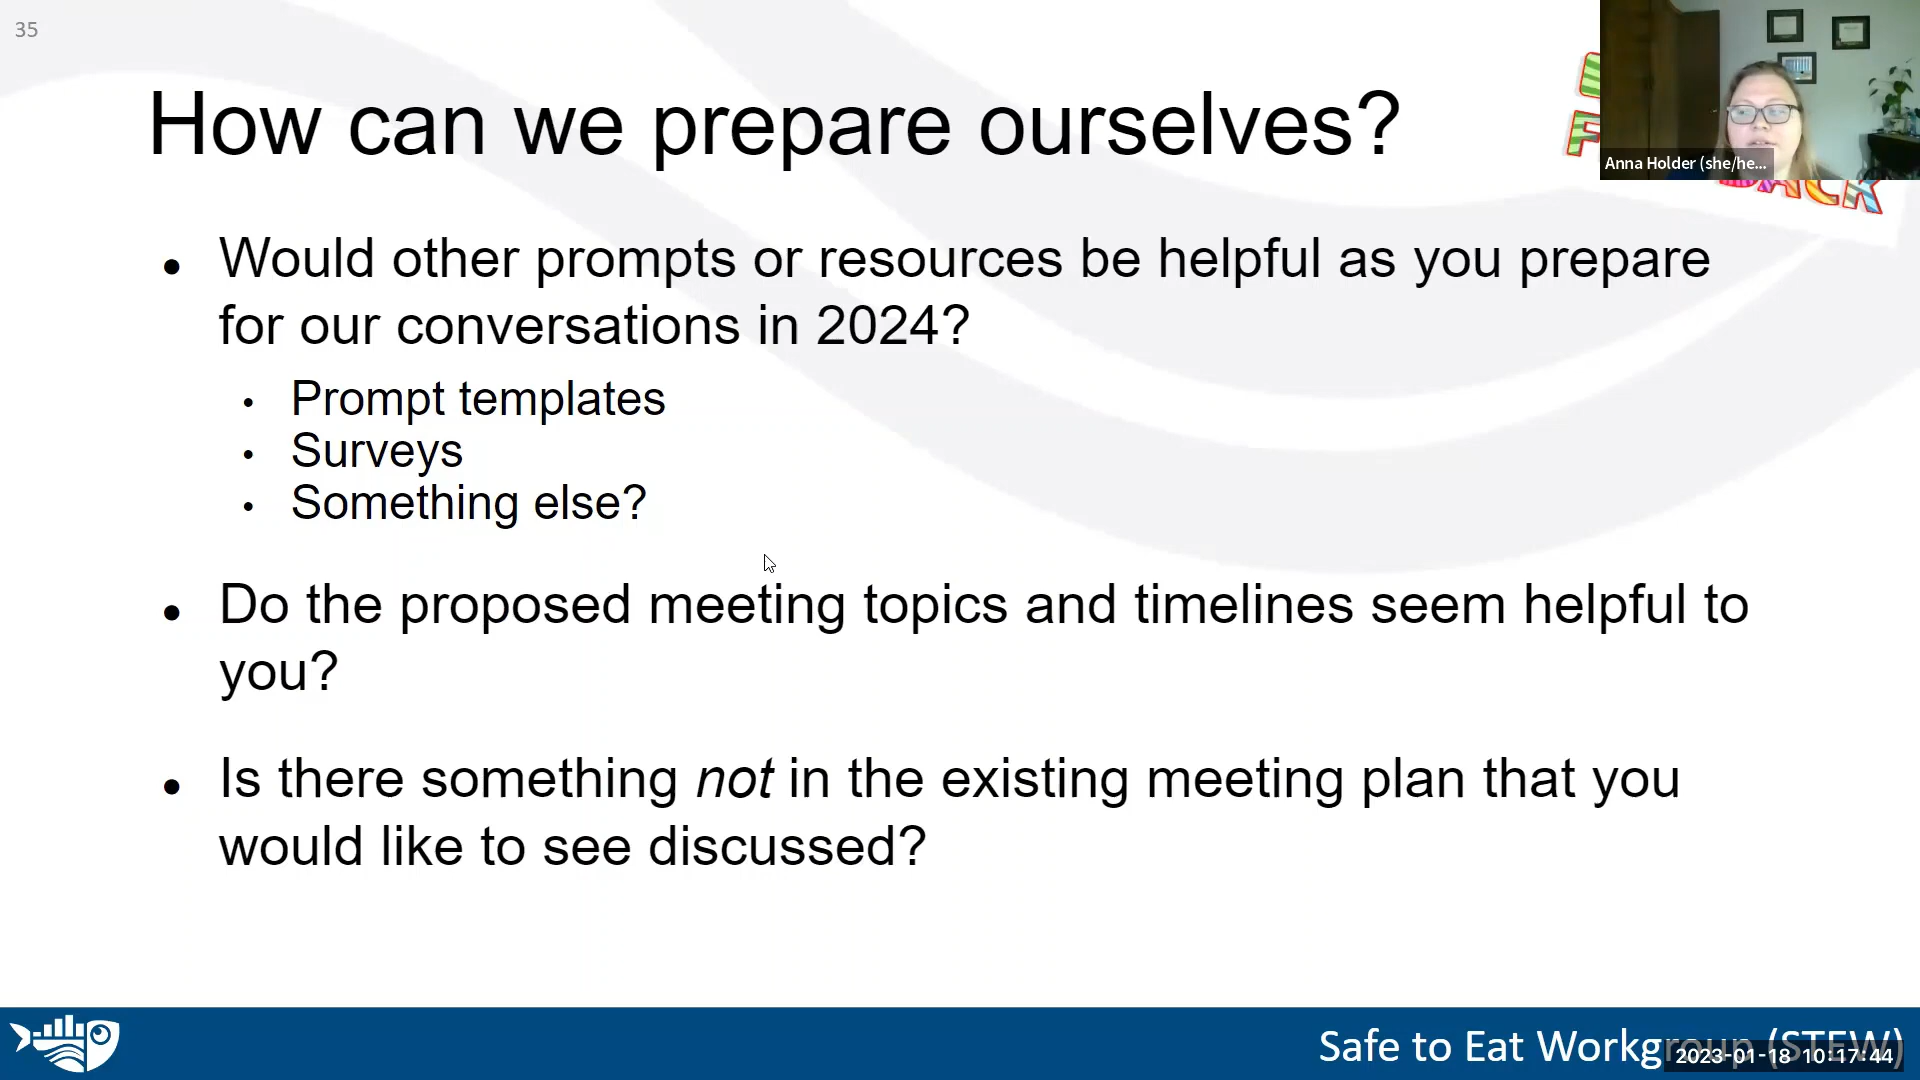 35
How can we prepare ourselves?
Anna Holder (she/he...
BACK
• Would other prompts or resources be helpful as you prepare
for our conversations in 2024?
• Prompt templates
• Surveys
• Something else?
• Do the proposed meeting topics and timelines seem helpful to
you?
• Is there something not in the existing meeting plan that you
would like to see discussed?
Safe to Eat Workgroup (STEW)
2023-01-18 10:17:44